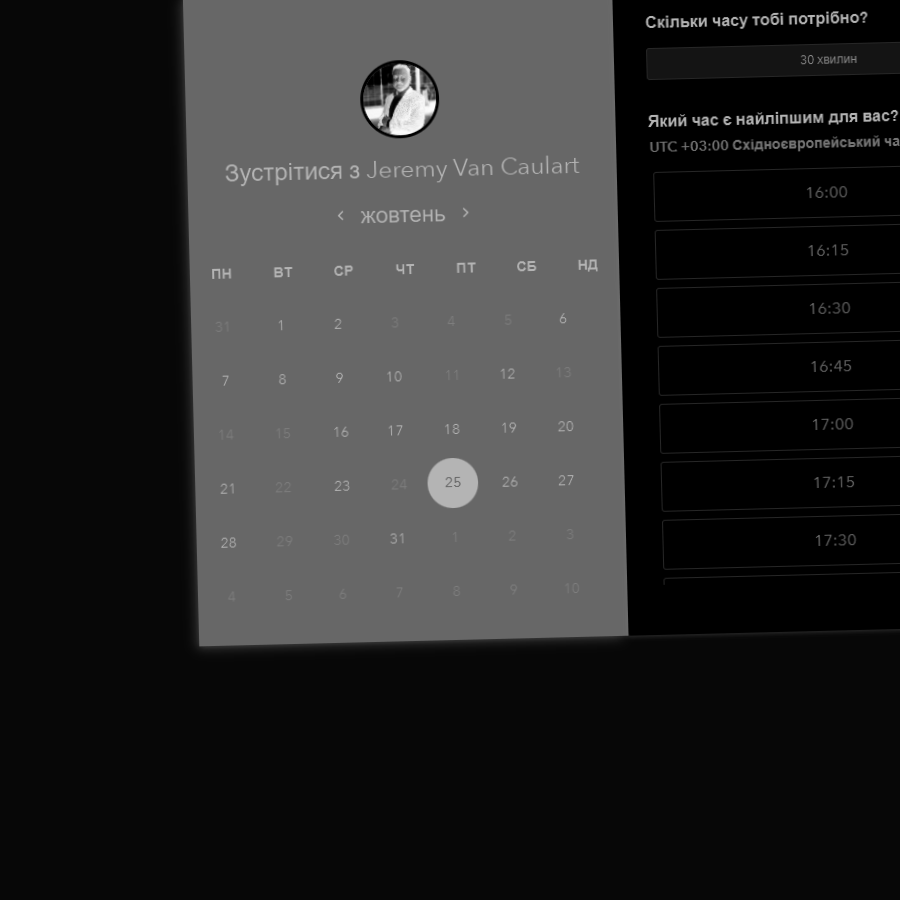 Зустрітися з Jeremy Van Caulart
жовтень
ПН ВТ СР ЧТ ПТ СБ НД
31 1 2 3 4 5 6
7 8 9 10 11 12 13
14 15 16 17 18 19 20
21 22 23 24 25 26 27
28 29 30 31 1 2 3
4 5 6 7 8 9 10
Скільки часу тобі потрібно?
30 хвилин
Який час є найліпшим для вас?
UTC +03:00 Східноєвропейський
16:00
16:15
16:30
16:45
17:00
17:15
17:30